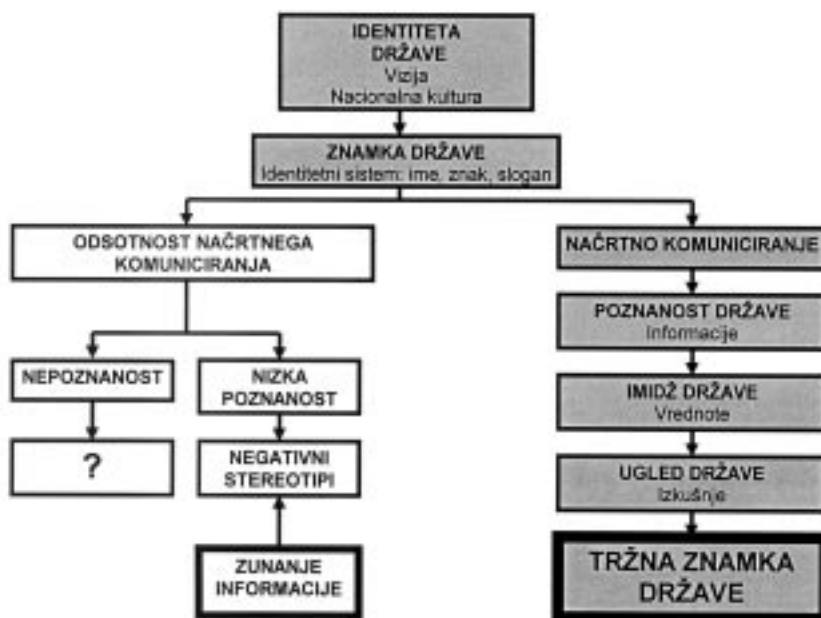 IDENTITETA
DRŽAVE
Vizija
Nacionalna kultura
ZNAMKA DRŽAVE
Identitetni sistem: ime, znak, slogan
ODSOTNOST NAČRTNEGA
KOMUNICIRANJA
NAČRTNO KOMUNICIRANJE
NEPOZNANOST
NIZKA
POZNANOST
?
NEGATIVNI
STEREOTIPI
ZUNANJE
INFORMACIJE
POZNANOST DRŽAVE
Informacije
IMIDŽ DRŽAVE
Vrednote
UGLED DRŽAVE
Izkušnje
TRŽNA ZNAMKA
DRŽAVE